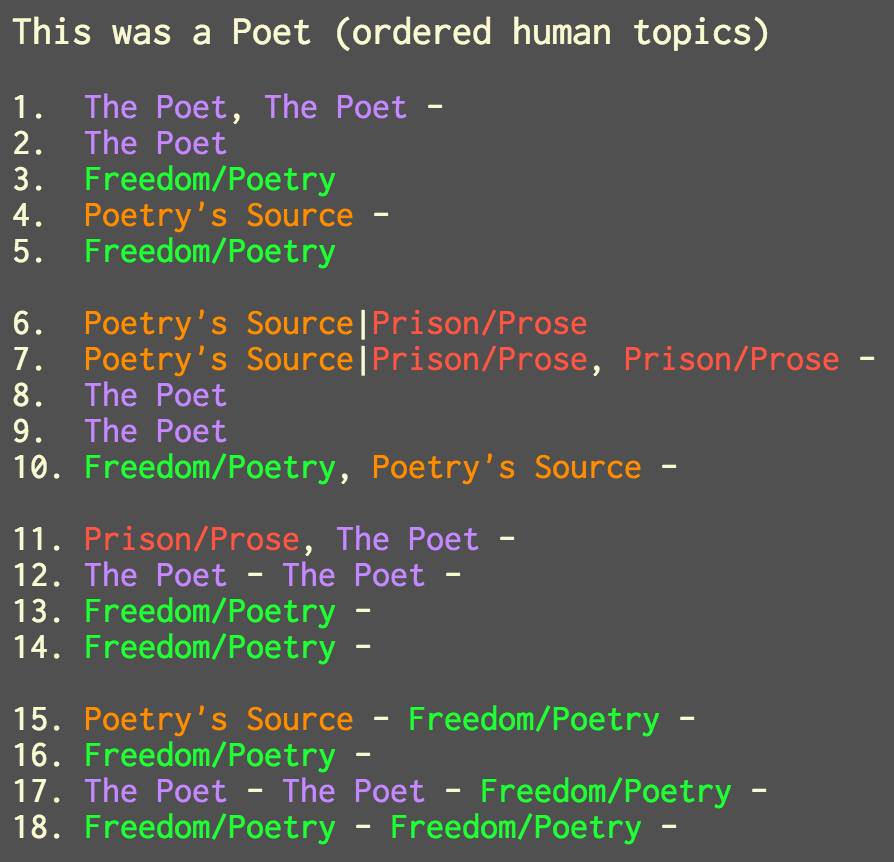 This was a Poet (ordered human topics)
1. The Poet, The Poet –
2. The Poet
3. Freedom/Poetry
4. Poetry's Source –
5. Freedom/Poetry
6. Poetry's Source|Prison/Prose
7. Poetry's Source|Prison/Prose, Prison/Prose –
8. The Poet
9. The Poet
10. Freedom/Poetry, Poetry's Source –
11. Prison/Prose, The Poet –
12. The Poet – The Poet –
13. Freedom/Poetry –
14. Freedom/Poetry –
15. Poetry's Source – Freedom/Poetry –
16. Freedom/Poetry –
17. The Poet – The Poet – Freedom/Poetry –
18. Freedom/Poetry – Freedom/Poetry –